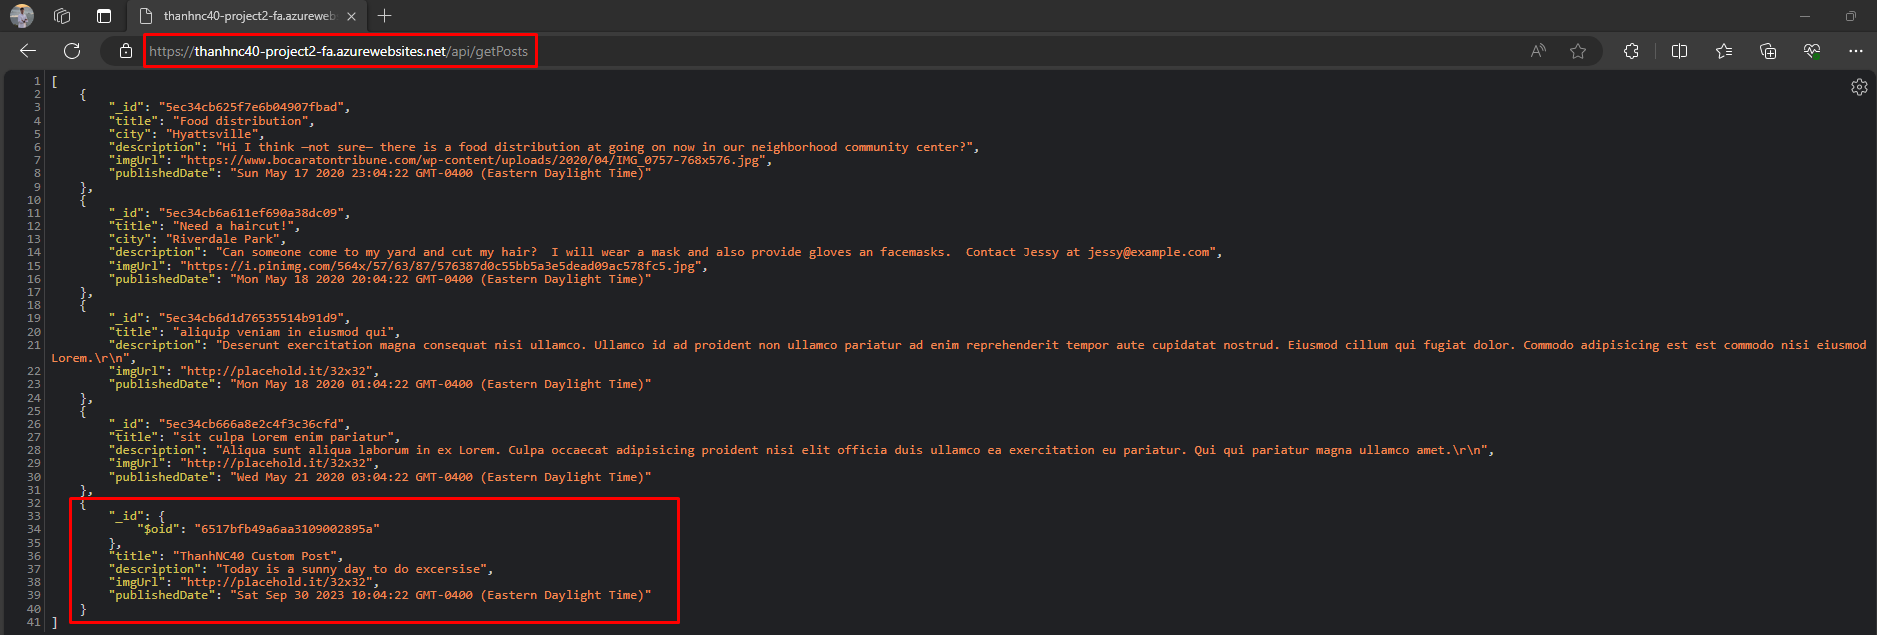 thanhnc40-project2-fa.azureweb
https://thanhnc40-project2-fa.azurewebsites.net/api/getPosts
1 [
2 {
3 "_id": "5ec34cb625f7e6b04907fbad",
4 "title": "Food distribution",
5 "city": "Hyattsville",
6 "description": "Hi I think —not sure— there is a food distribution at going on now in our neighborhood community center?",
7 "imgUrl": "https://www.bocaratontribune.com/wp-content/uploads/2020/04/IMG_0757-768x576.jpg",
8 "publishedDate": "Sun May 17 2020 23:04:22 GMT-0400 (Eastern Daylight Time)"
9 },
10 {
11 "_id": "5ec34cb6a611ef690a38dc09",
12 "title": "Need a haircut!",
13 "city": "Riverdale Park",
14 "description": "Can someone come to my yard and cut my hair?  I will wear a mask and also provide gloves an facemasks.  Contact Jessy at jessy@example.com",
15 "imgUrl": "https://i.pinimg.com/564x/57/63/87/576387d0c55bb5a3e5dead09ac578fc5.jpg",
16 "publishedDate": "Mon May 18 2020 20:04:22 GMT-0400 (Eastern Daylight Time)"
17 },
18 {
19 "_id": "5ec34cb6d1d76535514b91d9",
20 "title": "aliquip veniam in eiusmod qui",
21 "description": "Deserunt exercitation magna consequat nisi ullamco. Ullamco id ad proident non ullamco pariatur ad enim reprehenderit tempor aute cupidatat nostrud. Eiusmod cillum qui fugiat dolor. Commodo adipisicing est est commodo nisi eiusmod
Lorem.\r\n",
22 "imgUrl": "http://placehold.it/32x32",
23 "publishedDate": "Mon May 18 2020 01:04:22 GMT-0400 (Eastern Daylight Time)"
24 },
25 {
26 "_id": "5ec34cb666a8e2c4f3c36cfd",
27 "title": "sit culpa Lorem enim pariatur",
28 "description": "Aliqua sunt aliqua laborum in ex Lorem. Culpa occaecat adipisicing proident nisi elit officia duis ullamco ea exercitation eu pariatur. Qui qui pariatur magna ullamco amet.\r\n",
29 "imgUrl": "http://placehold.it/32x32",
30 "publishedDate": "Wed May 21 2020 03:04:22 GMT-0400 (Eastern Daylight Time)"
31 },
32 {
33 "_id": {
34 "$oid": "6517bfb49a6aa3109002895a"
35 },
36 "title": "ThanhNC40 Custom Post",
37 "description": "Today is a sunny day to do excersise",
38 "imgUrl": "http://placehold.it/32x32",
39 "publishedDate": "Sat Sep 30 2023 10:04:22 GMT-0400 (Eastern Daylight Time)"
40 }
41 ]